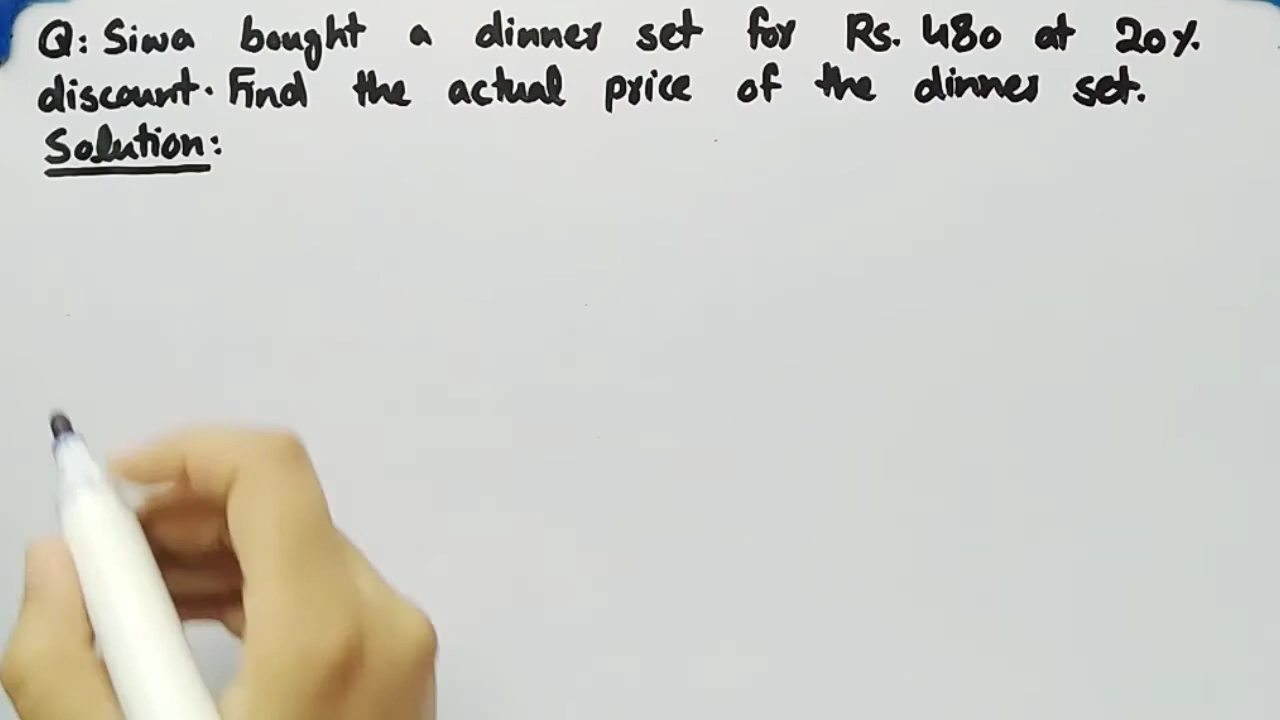 Q: Siwa bought a dinner set for Rs. 480 at 20%
discount. Find the actual price of the dinner set.
Solution: